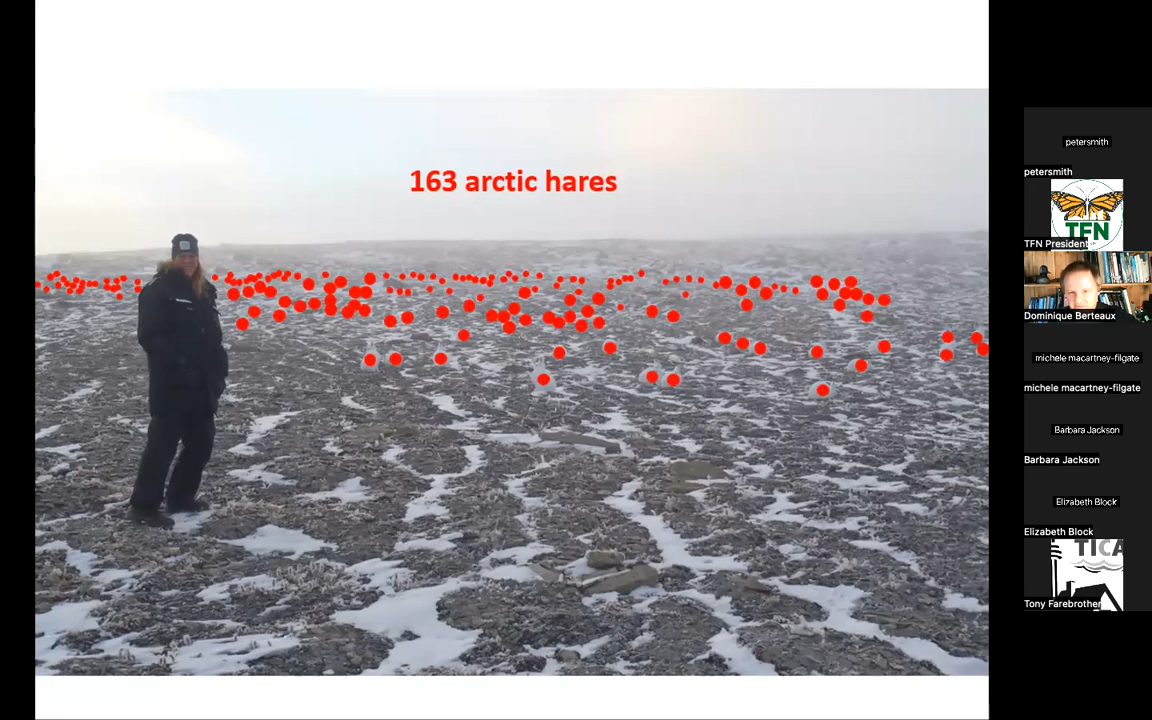 163 arctic hares
petersmith
petersmith
TFN
TFN President
Dominique Berteaux
michele macartney-filgate
michele macartney-filgate
Barbara Jackson
Barbara Jackson
Elizabeth Block
Elizabeth Block
TICA
Tony Farebrother